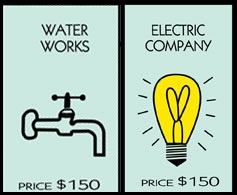 WATER
WORKS
PRICE $150
ELECTRIC
COMPANY
PRICE $150